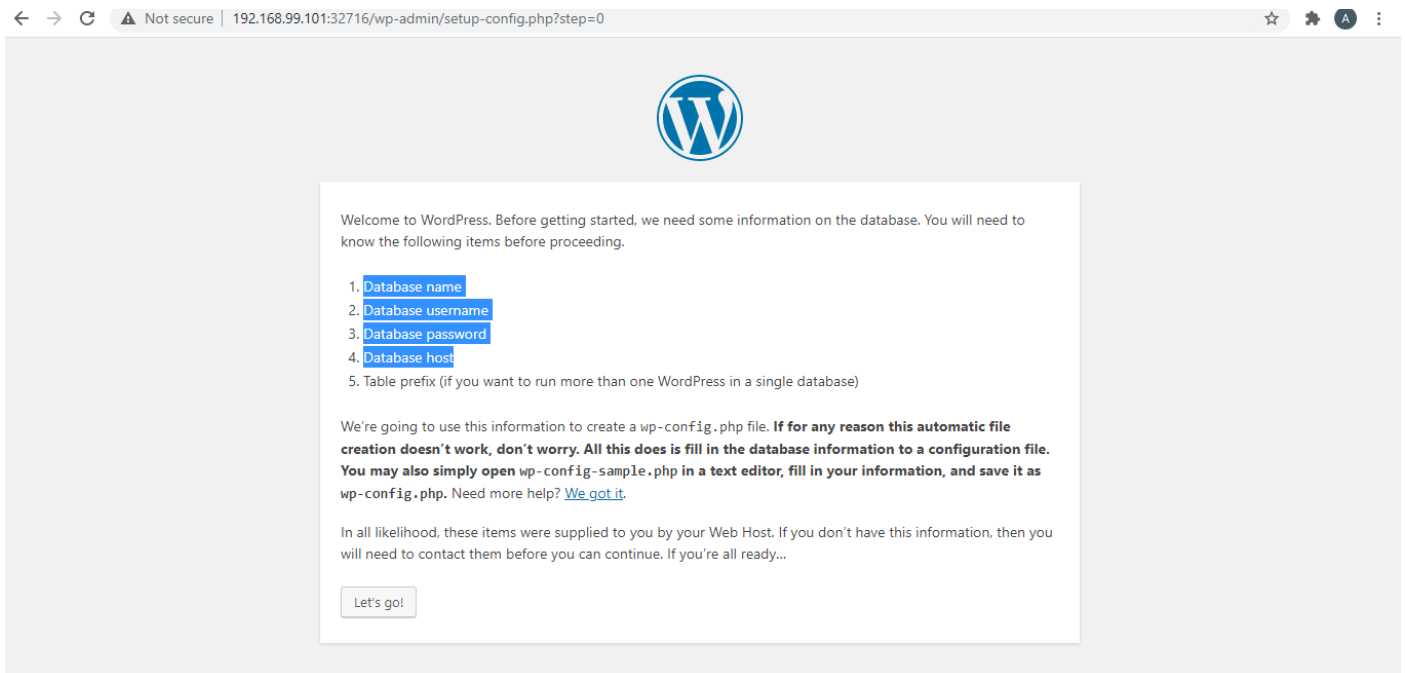 Not secure | 192.168.99.101:32716/wp-admin/setup-config.php?step=0
A
W
Welcome to WordPress. Before getting started, we need some information on the database. You will need to
know the following items before proceeding.
1. Database name
2. Database username
3. Database password
4. Database host
5. Table prefix (if you want to run more than one WordPress in a single database)
We’re going to use this information to create a wp-config.php file. If for any reason this automatic file
creation doesn’t work, don’t worry. All this does is fill in the database information to a configuration file.
You may also simply open wp-config-sample.php in a text editor, fill in your information, and save it as
wp-config.php. Need more help? We got it.
In all likelihood, these items were supplied to you by your Web Host. If you don’t have this information, then you
will need to contact them before you can continue. If you’re all ready…
Let’s go!